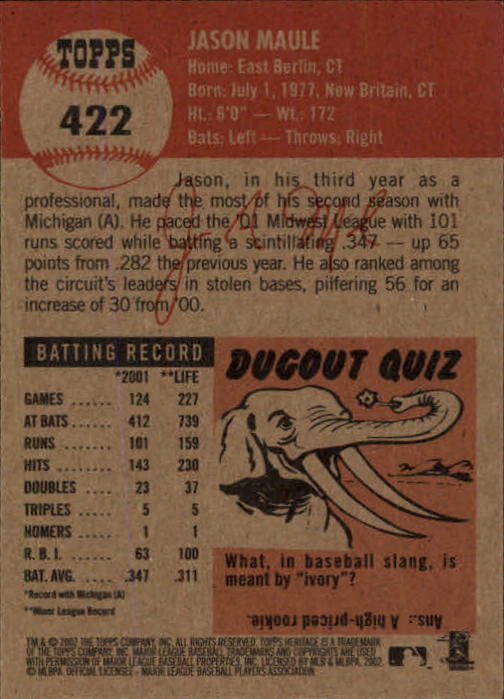 TOPPS
422
JASON MAULE
Home: East Berlin, CT
Born: July 1, 1977, New Britain, CT
Ht.: 6'0" — Wt.: 172
Bats: Left — Throws: Right
Jason, in his third year as a
professional, made the most of his second season with
Michigan (A). He paced the '01 Midwest League with 101
runs scored while batting a scintillating .347 — up 65
points from .282 the previous year. He also ranked among
the circuit's leaders in stolen bases, pilfering 56 for an
increase of 30 from '00.
BATTING RECORD
*2001 **LIFE
GAMES ...... 124 227
AT BATS ...... 412 739
RUNS ...... 101 159
HITS ...... 143 230
DOUBLES .... 23 37
TRIPLES ..... 5 5
HOMERS ..... 1 1
R. B. I. ...... 63 100
BAT. AVG. ..... .347 .311
*Record with Michigan (A)
**Minor League Record
DUGOUT QUIZ
What, in baseball slang, is
meant by "ivory"?
Ans.: A high-priced rookie.
TM & © 2002 THE TOPPS COMPANY, INC. ALL RIGHTS RESERVED. TOPPS HERITAGE IS A TRADEMARK
OF THE TOPPS COMPANY, INC. MAJOR LEAGUE BASEBALL TRADEMARKS AND COPYRIGHTS ARE USED
WITH PERMISSION OF MAJOR LEAGUE BASEBALL PROPERTIES, INC. LICENSED BY MLB & MLBPA, 2002.
© MLBPA. OFFICIAL LICENSEE - MAJOR LEAGUE BASEBALL PLAYERS ASSOCIATION